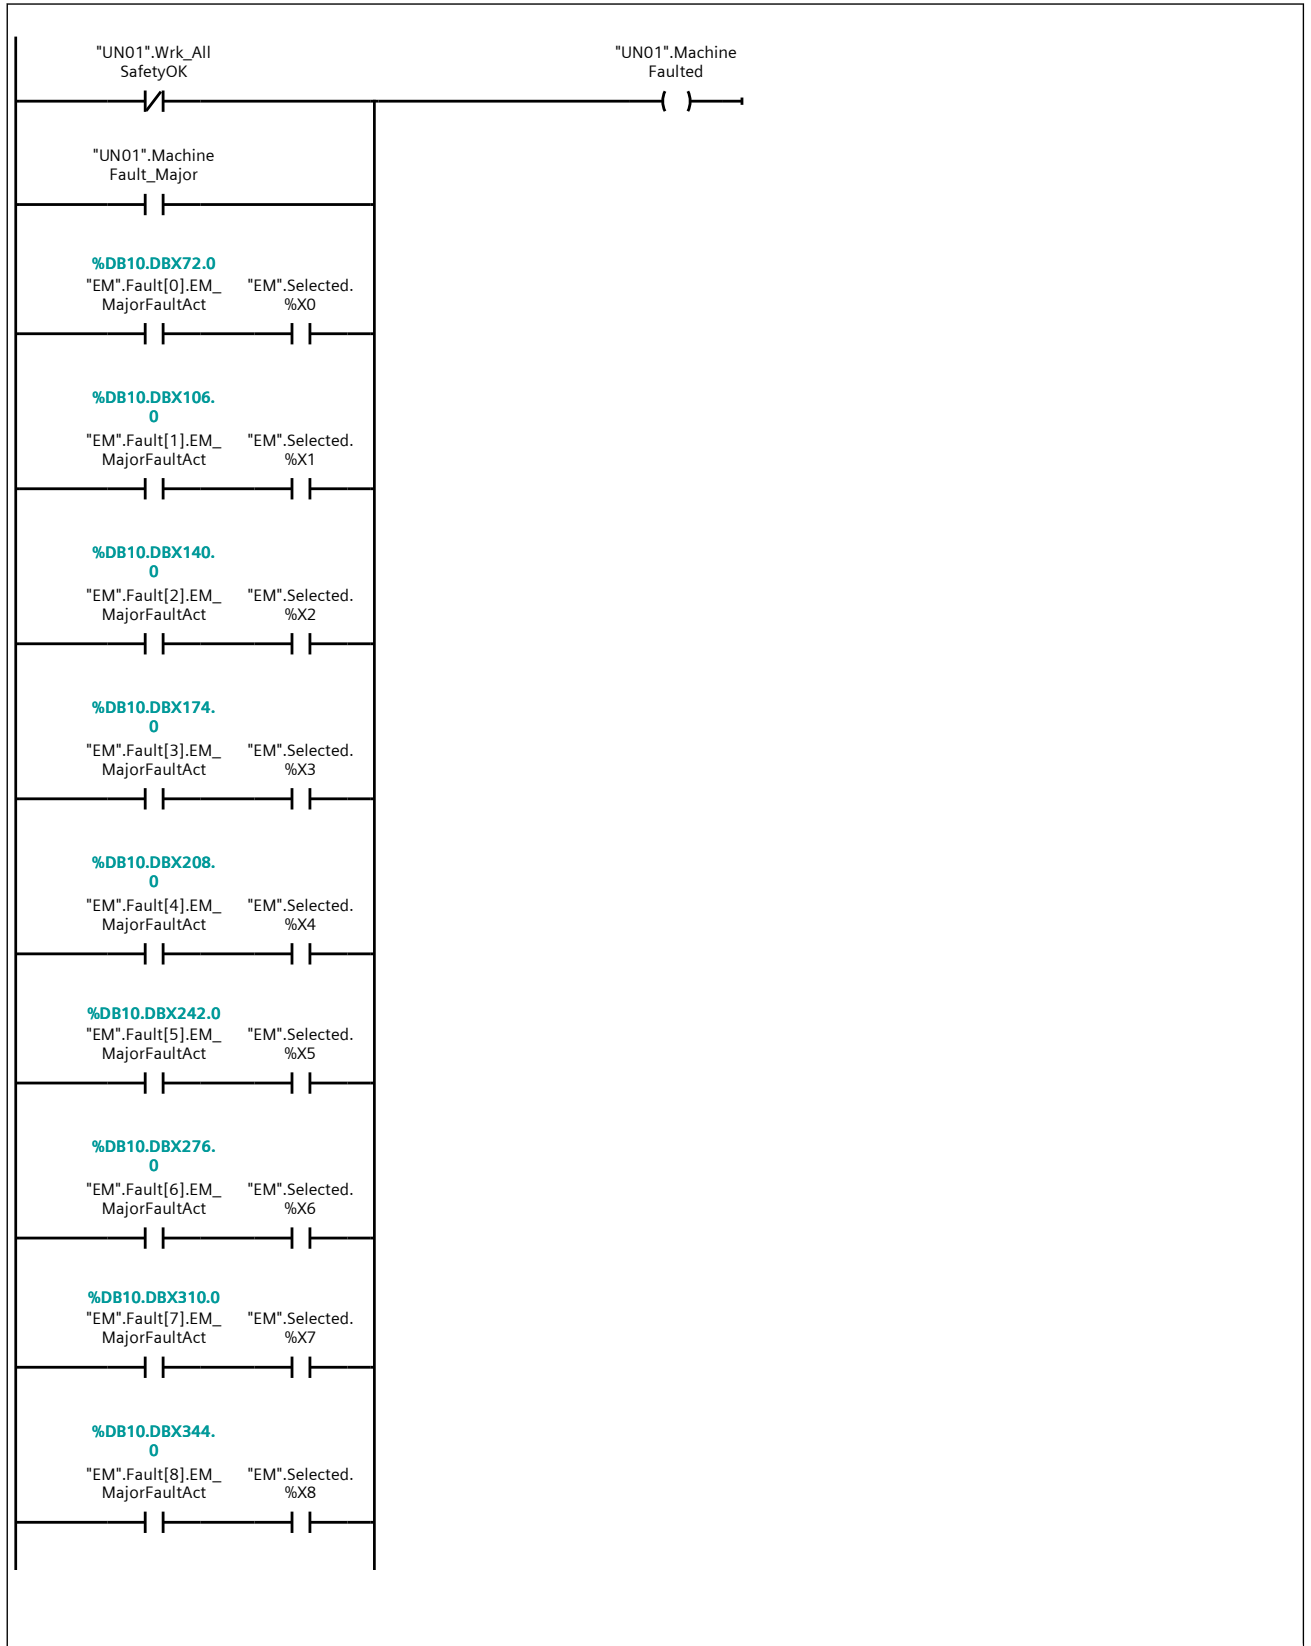 "UN01".Wrk_All
SafetyOK
"UN01".Machine
Faulted
"UN01".Machine
Fault_Major
%DB10.DBX72.0
"EM".Fault[0].EM_
MajorFaultAct
"EM".Selected.
%X0
%DB10.DBX106.
0
"EM".Fault[1].EM_
MajorFaultAct
"EM".Selected.
%X1
%DB10.DBX140.
0
"EM".Fault[2].EM_
MajorFaultAct
"EM".Selected.
%X2
%DB10.DBX174.
0
"EM".Fault[3].EM_
MajorFaultAct
"EM".Selected.
%X3
%DB10.DBX208.
0
"EM".Fault[4].EM_
MajorFaultAct
"EM".Selected.
%X4
%DB10.DBX242.0
"EM".Fault[5].EM_
MajorFaultAct
"EM".Selected.
%X5
%DB10.DBX276.
0
"EM".Fault[6].EM_
MajorFaultAct
"EM".Selected.
%X6
%DB10.DBX310.0
"EM".Fault[7].EM_
MajorFaultAct
"EM".Selected.
%X7
%DB10.DBX344.
0
"EM".Fault[8].EM_
MajorFaultAct
"EM".Selected.
%X8